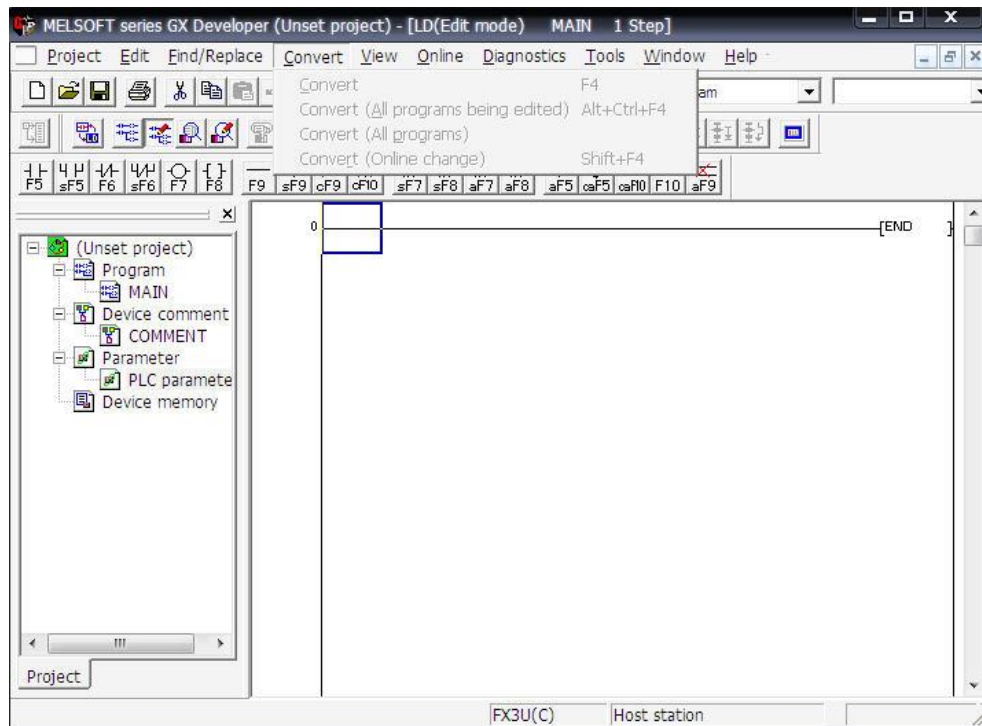 MELSOFT series GX Developer (Unset project) - [LD(Edit mode) MAIN 1 Step]
Project Edit Find/Replace Convert View Online Diagnostics Tools Window Help
Convert F4
am
Convert (All programs being edited) Alt+Ctrl+F4
Convert (All programs)
Convert (Online change) Shift+F4
F5 sF5 F6 sF6 F7 F8 F9 sF9 cF9 cF10 sF7 sF8 aF7 aF8 aF5 caF5 caF10 F10 aF9
0 END
(Unset project)
Program
MAIN
Device comment
COMMENT
Parameter
PLC paramete
Device memory
Project
FX3U(C) Host station